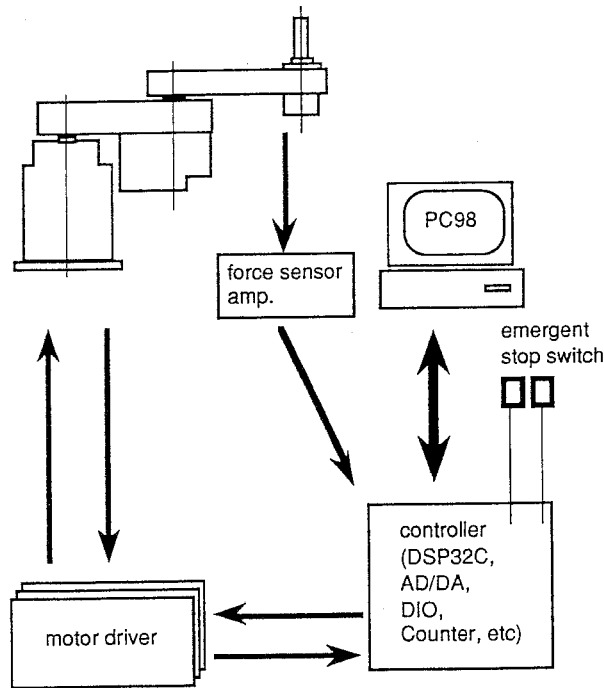 PC98
force sensor
amp.
emergent
stop switch
controller
(DSP32C,
AD/DA,
DIO,
Counter, etc)
motor driver